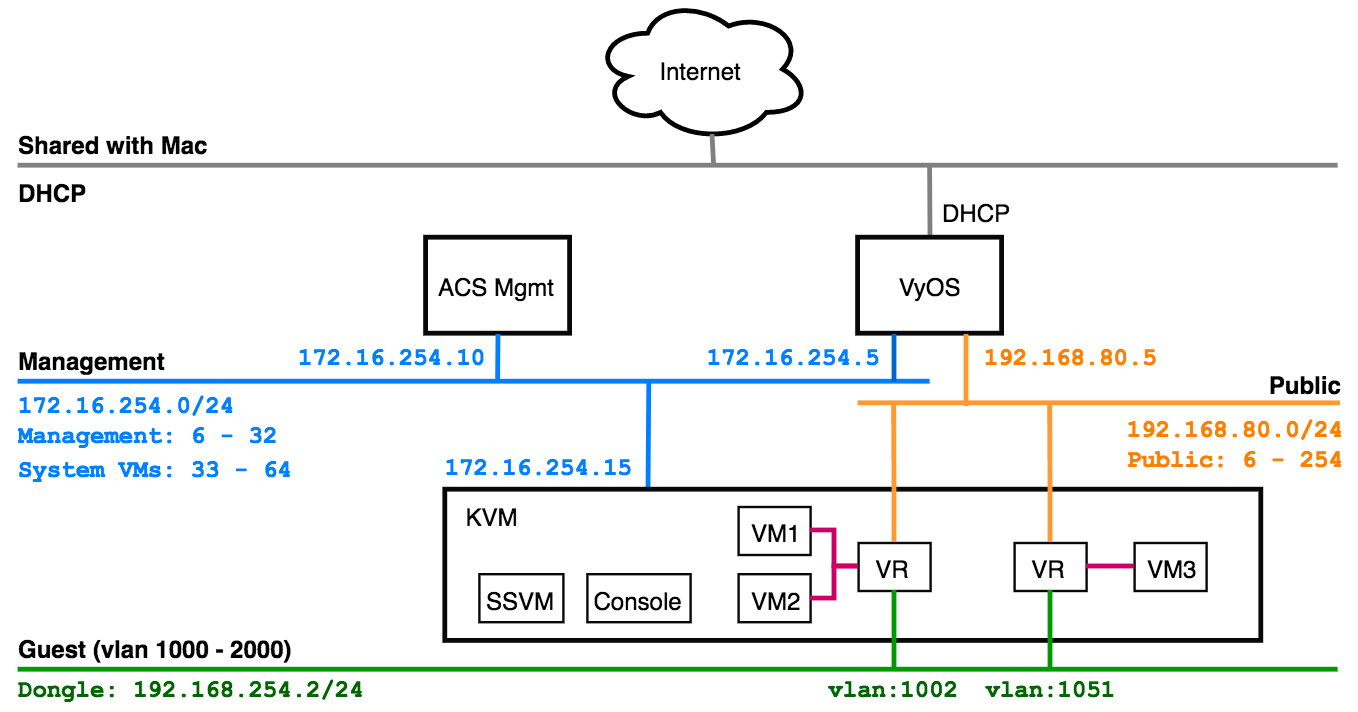 Internet
Shared with Mac
DHCP
DHCP
ACS Mgmt
VyOS
Management
172.16.254.10
172.16.254.5
192.168.80.5
Public
172.16.254.0/24
Management: 6 - 32
System VMs: 33 - 64
192.168.80.0/24
Public: 6 - 254
172.16.254.15
KVM
VM1
VM2
VR
VR
VM3
SSVM
Console
Guest (vlan 1000 - 2000)
Dongle: 192.168.254.2/24
vlan:1002
vlan:1051